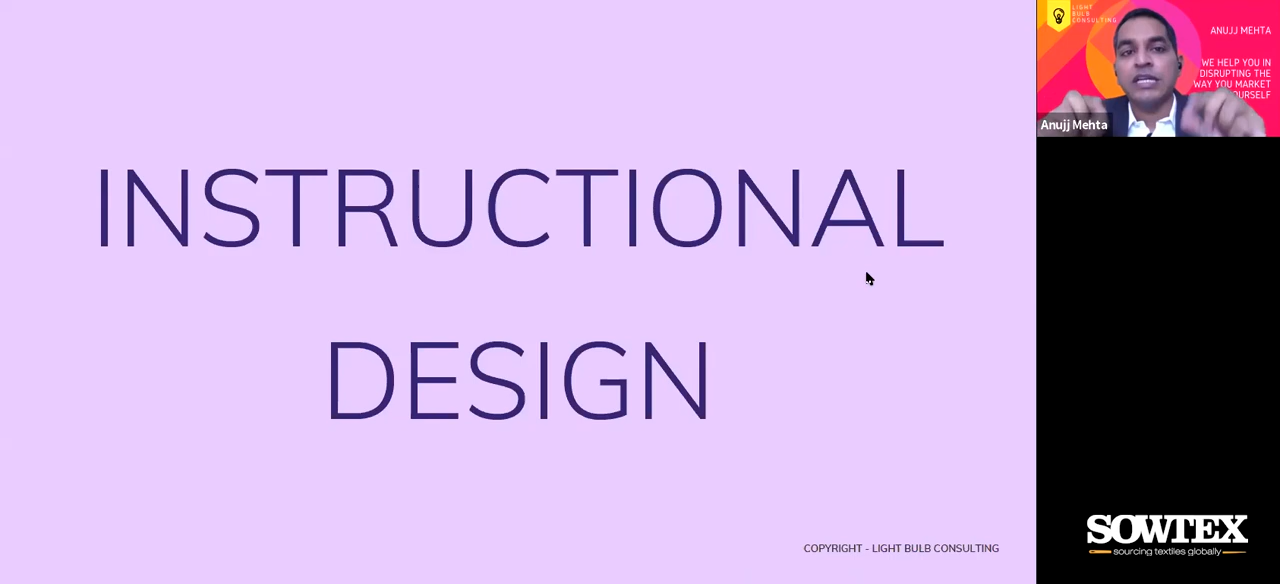 INSTRUCTIONAL
DESIGN
COPYRIGHT - LIGHT BULB CONSULTING
LIGHT
BULB
CONSULTING
ANUJJ MEHTA
WE HELP YOU IN
DISRUPTING THE
WAY YOU MARKET
OURSELF
Anujj Mehta
SOWTEX
sourcing textiles globally